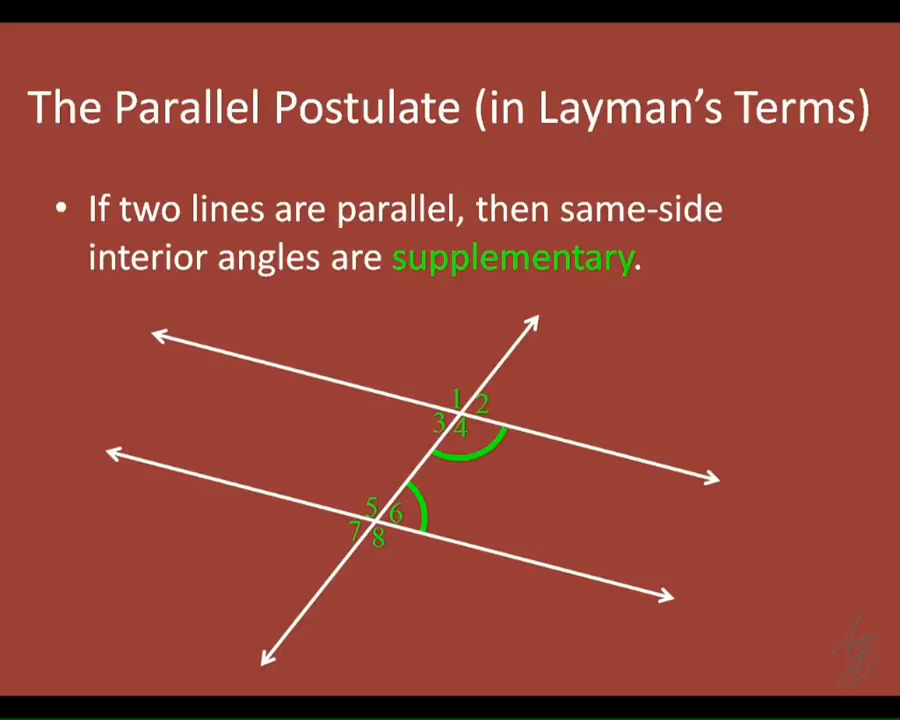 The Parallel Postulate (in Layman's Terms)
• If two lines are parallel, then same-side
interior angles are supplementary.
1 2
3 4
5 6
7 8